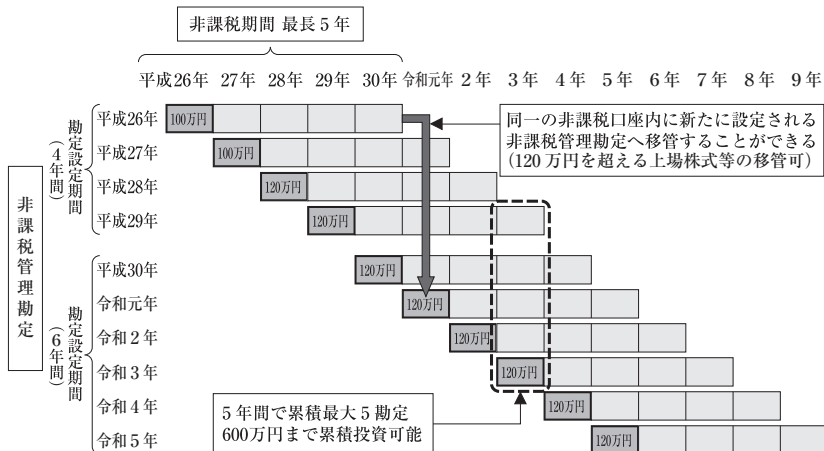 非課税期間 最長5年
平成26年 27年 28年 29年 30年 令和元年 2年 3年 4年 5年 6年 7年 8年 9年
非課税管理勘定
勘定設定期間
(4年間)
平成26年 100万円
平成27年 100万円
平成28年 120万円
平成29年 120万円
同一の非課税口座内に新たに設定される
非課税管理勘定へ移管することができる
(120万円を超える上場株式等の移管可)
勘定設定期間
(6年間)
平成30年 120万円
令和元年 120万円
令和2年 120万円
令和3年 120万円
令和4年 120万円
令和5年 120万円
5年間で累積最大5勘定
600万円まで累積投資可能